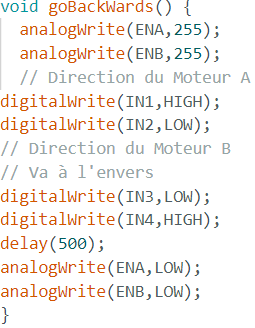 void goBackWards() {
analogWrite(ENA,255);
analogWrite(ENB,255);
// Direction du Moteur A
digitalWrite(IN1,HIGH);
digitalWrite(IN2,LOW);
// Direction du Moteur B
// Va à l'envers
digitalWrite(IN3,LOW);
digitalWrite(IN4,HIGH);
delay(500);
analogWrite(ENA,LOW);
analogWrite(ENB,LOW);
}